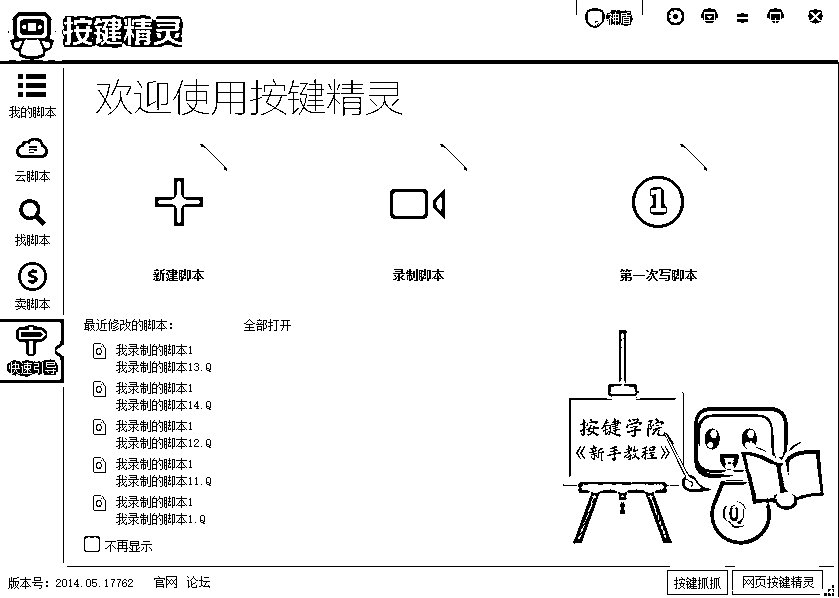 按键精灵
神盾
我的脚本
云脚本
找脚本
卖脚本
快速引导
欢迎使用按键精灵
1
新建脚本
录制脚本
第一次写脚本
最近修改的脚本: 全部打开
我录制的脚本1
我录制的脚本13.Q
我录制的脚本1
我录制的脚本14.Q
我录制的脚本1
我录制的脚本12.Q
我录制的脚本1
我录制的脚本11.Q
我录制的脚本1
我录制的脚本1.Q
不再显示
按键学院
《新手教程》
Q
版本号: 2014.05.17762 官网 论坛
按键抓抓 网页按键精灵